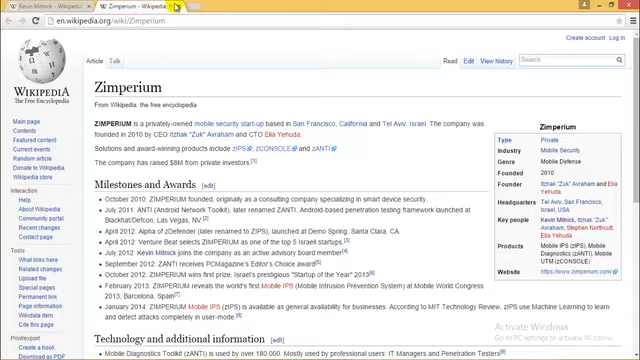 Kevin Mitnick - Wikipedia
Zimperium - Wikipedia
en.wikipedia.org/wiki/Zimperium
Create account Log in
Article Talk
Read Edit View history Search
WIKIPEDIA
The Free Encyclopedia
Main page
Contents
Featured content
Current events
Random article
Donate to Wikipedia
Wikipedia store
Interaction
Help
About Wikipedia
Community portal
Recent changes
Contact page
Tools
What links here
Related changes
Upload file
Special pages
Permanent link
Page information
Wikidata item
Cite this page
Print/export
Create a book
Download as PDF
Zimperium
From Wikipedia, the free encyclopedia
ZIMPERIUM is a privately-owned mobile security start-up based in San Francisco, California and Tel Aviv, Israel. The company was
founded in 2010 by CEO Itzhak "Zuk" Avraham and CTO Elia Yehuda.
Solutions and award-winning products include zIPS, zCONSOLE and zANTI.
The company has raised $8M from private investors.[1]
Milestones and Awards [edit]
October 2010: ZIMPERIUM founded, originally as a consulting company specializing in smart device security.
July 2011: ANTI (Android Network Toolkit), later renamed ZANTI, Android-based penetration testing framework launched at
Blackhat/Defcon, Las Vegas, NV.[2]
April 2012: Alpha of zDefender (later renamed to ZIPS), launched at Demo Spring, Santa Clara, CA.
April 2012: Venture Beat selects ZIMPERIUM as one of the top 5 Israeli startups.[3]
July 2012: Kevin Mitnick joins the company as an active advisory board member[4]
September 2012: ZANTI receives PCMagazine's Editor's Choice award[5]
October 2012: ZIMPERIUM wins first prize, Israel's prestigious "Startup of the Year" 2013[6]
February 2013: ZIMPERIUM reveals the world's first Mobile IPS (Mobile Intrusion Prevention System) at Mobile World Congress
2013, Barcelona, Spain[7]
January 2014: ZIMPERIUM Mobile IPS (zIPS) is available as general availability for businesses. According to MIT Technology Review, zIPS use Machine Learning to learn
and detect attacks completely in user-mode.[8]
Technology and additional information [edit]
Mobile Diagnostics Toolkit (zANTI) is used by over 180,000. Mostly used by professional users: IT Managers and Penetration Testers[9]
Zimperium
Type Private
Industry Mobile Security
Genre Mobile Defense
Founded 2010
Founder Itzhak "Zuk" Avraham and Elia
Yehuda
Headquarters Tel Aviv, San Francisco,
Israel, USA
Key people Kevin Mitnick, Itzhak
"Zuk" Avraham, Stephen Northcutt,
Elia Yehuda
Products Mobile IPS (zIPS), Mobile
Diagnostics (zANTI), Mobile
UTM (zCONSOLE)
Website https://www.zimperium.com/
Activate Windows
Go to PC settings to activate Windows.